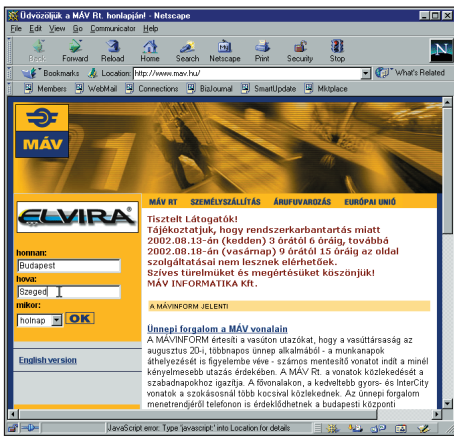 Üdvözöljük a MÁV Rt. honlapján! - Netscape
File Edit View Go Communicator Help
Back Forward Reload Home Search Netscape Print Security Stop
N
Bookmarks Location: http://www.mav.hu/ What's Related
Members WebMail Connections BizJournal SmartUpdate Mktplace
MÁV
MÁV RT SZEMÉLYSZÁLLÍTÁS ÁRUFUVAROZÁS EURÓPAI UNIÓ
ELVIRA
honnan:
Budapest
hova:
Szeged
mikor:
holnap OK
English version
Tisztelt Látogatók!
Tájékoztatjuk, hogy rendszerkarbantartás miatt
2002.08.13-án (kedden) 3 órától 6 óráig, továbbá
2002.08.18-án (vasárnap) 9 órától 15 óráig az oldal
szolgáltatásai nem lesznek elérhetőek.
Szíves türelmüket és megértésüket köszönjük!
MÁV INFORMATIKA Kft.
A MÁVINFORM JELENTI
Ünnepi forgalom a MÁV vonalain
A MÁVINFORM értesíti a vasúton utazókat, hogy a vasúttársaság az
augusztus 20-i, többnapos ünnep alkalmából - a munkanapok
áthelyezését is figyelembe véve - számos mentesítő vonatot indít a minél
kényelmesebb utazás érdekében. A MÁV Rt. a vonatok közlekedését a
szabadnapokhoz igazítja. A fővonalakon, a kedveltebb gyors- és InterCity
vonatok a szokásosnál több kocsival közlekednek. Az ünnepi forgalom
menetrendjéről telefonon is érdeklődhetnek a budapesti központi
JavaScript error: Type 'javascript:' into Location for details